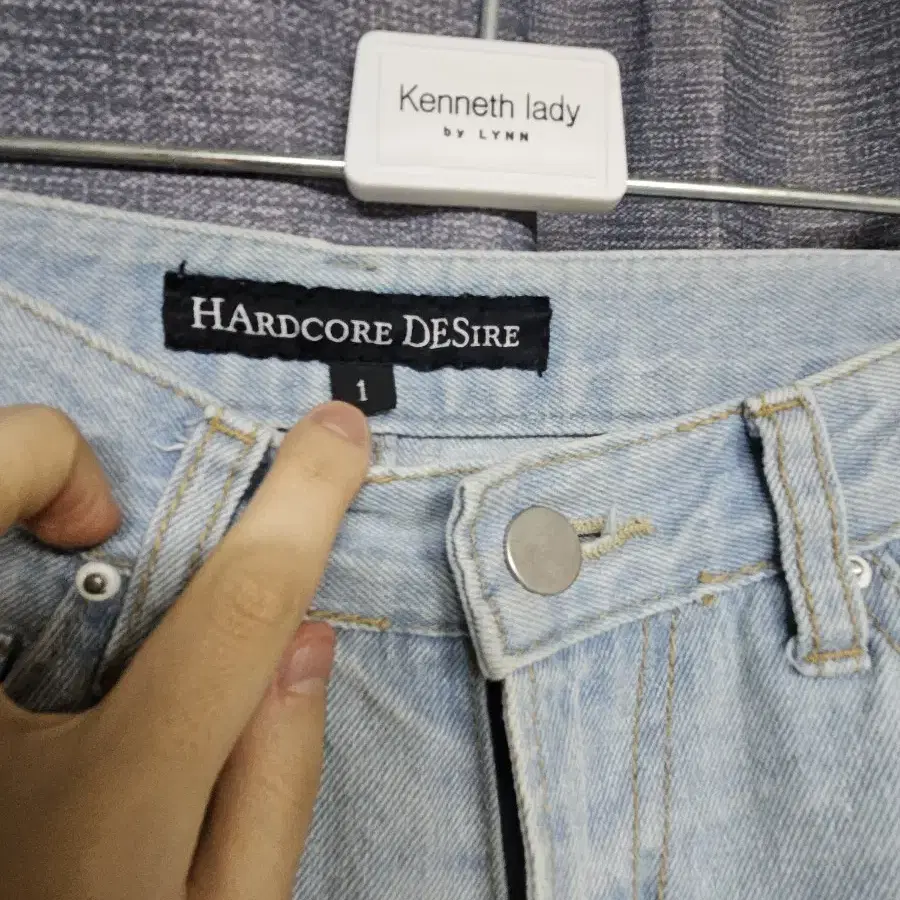 Kenneth lady
by LYNN
HARDCORE DESIRE
1